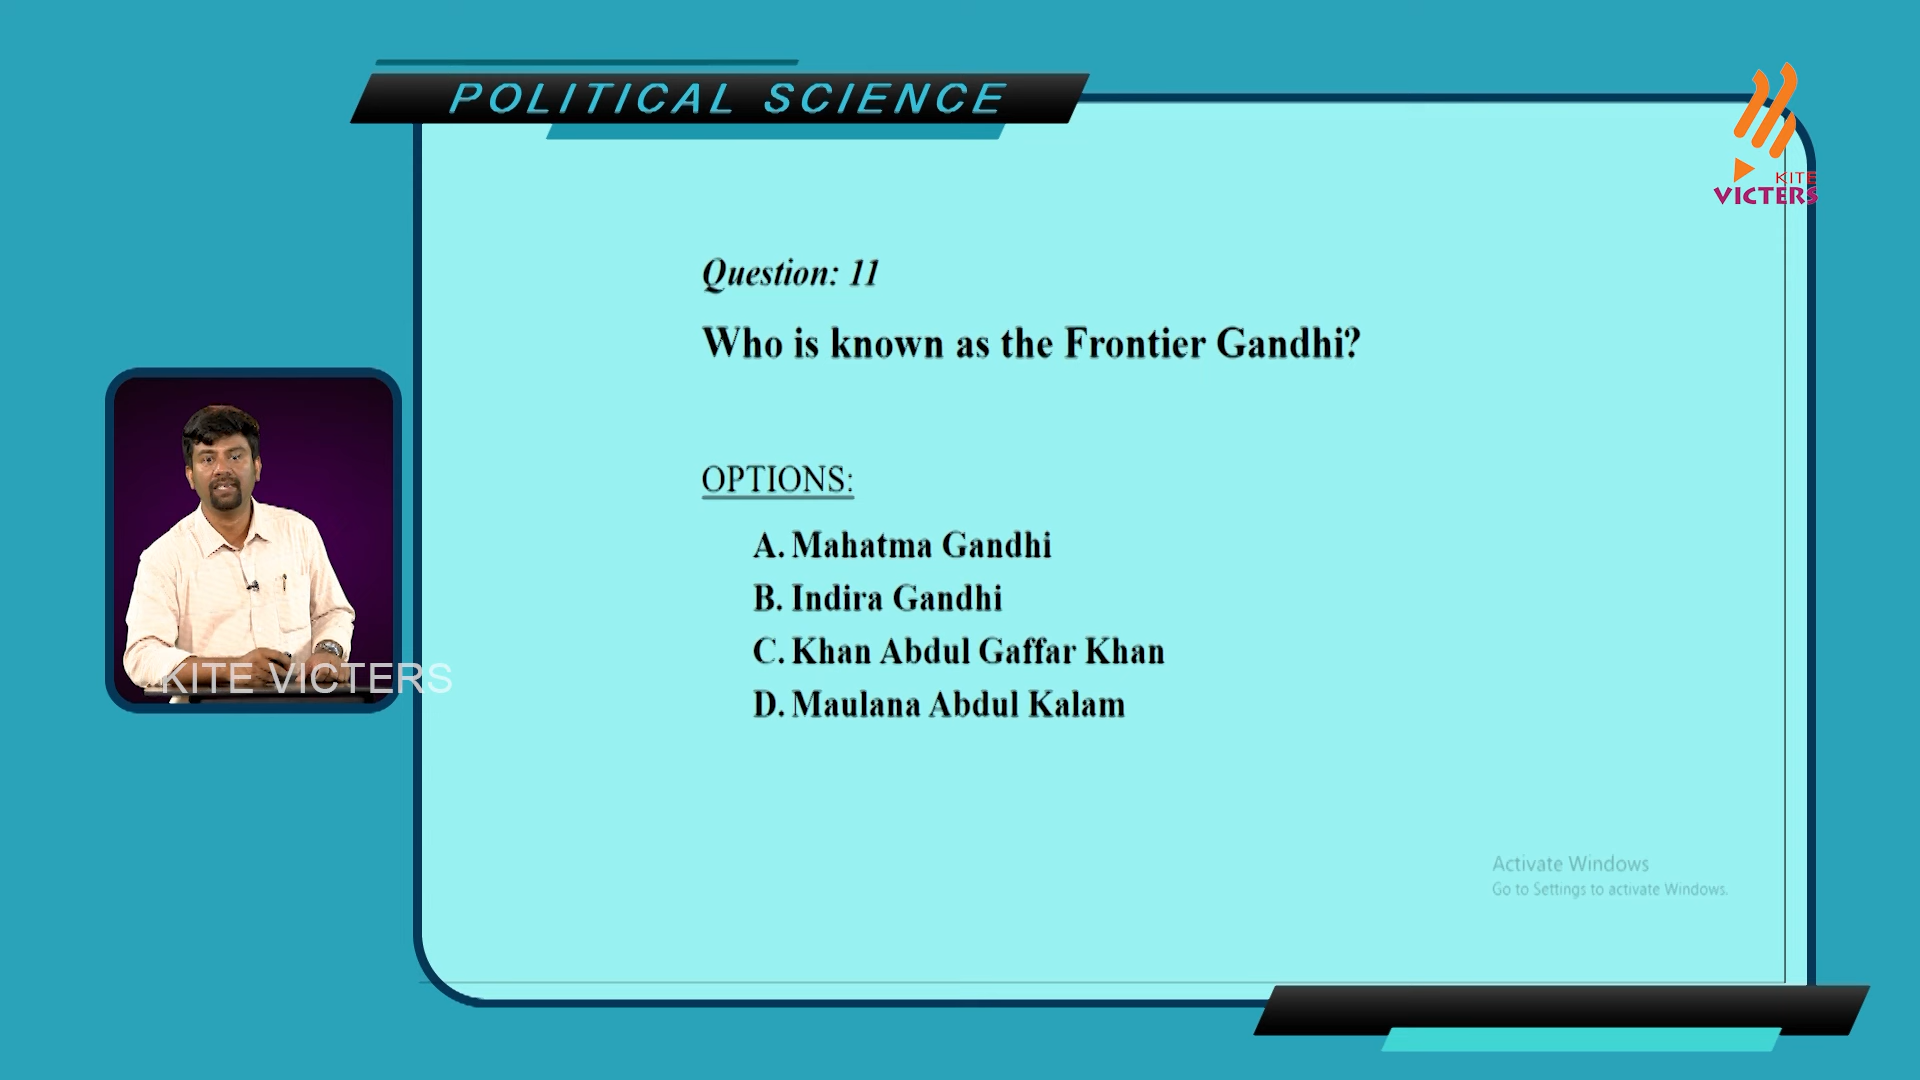 POLITICAL SCIENCE
KITE
VICTERS
Question: 11
Who is known as the Frontier Gandhi?
OPTIONS:
A. Mahatma Gandhi
B. Indira Gandhi
C. Khan Abdul Gaffar Khan
D. Maulana Abdul Kalam
KITE VICTERS
Activate Windows
Go to Settings to activate Windows.